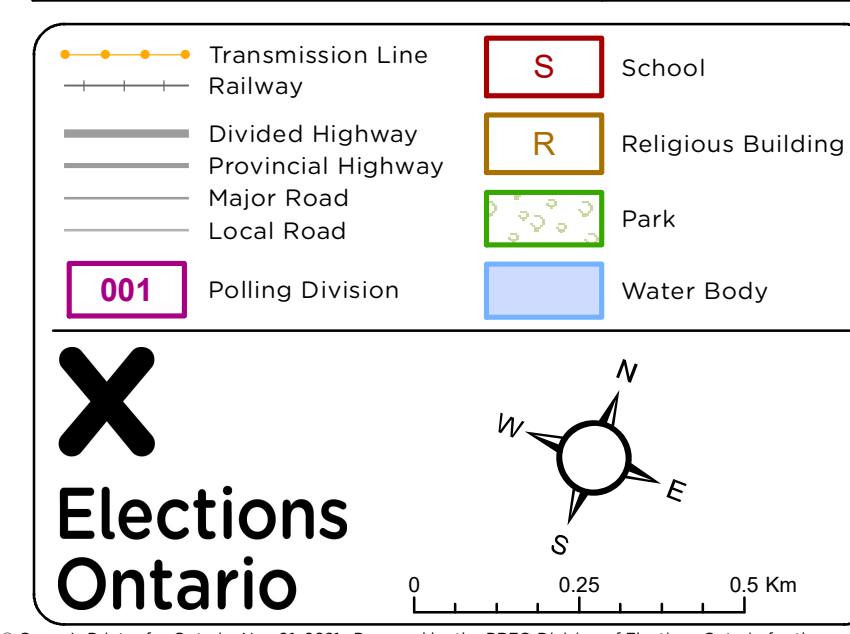 Transmission Line
Railway
Divided Highway
Provincial Highway
Major Road
Local Road
001 Polling Division
S School
R Religious Building
Park
Water Body
Elections
Ontario
N
W
E
S
0 0.25 0.5 Km